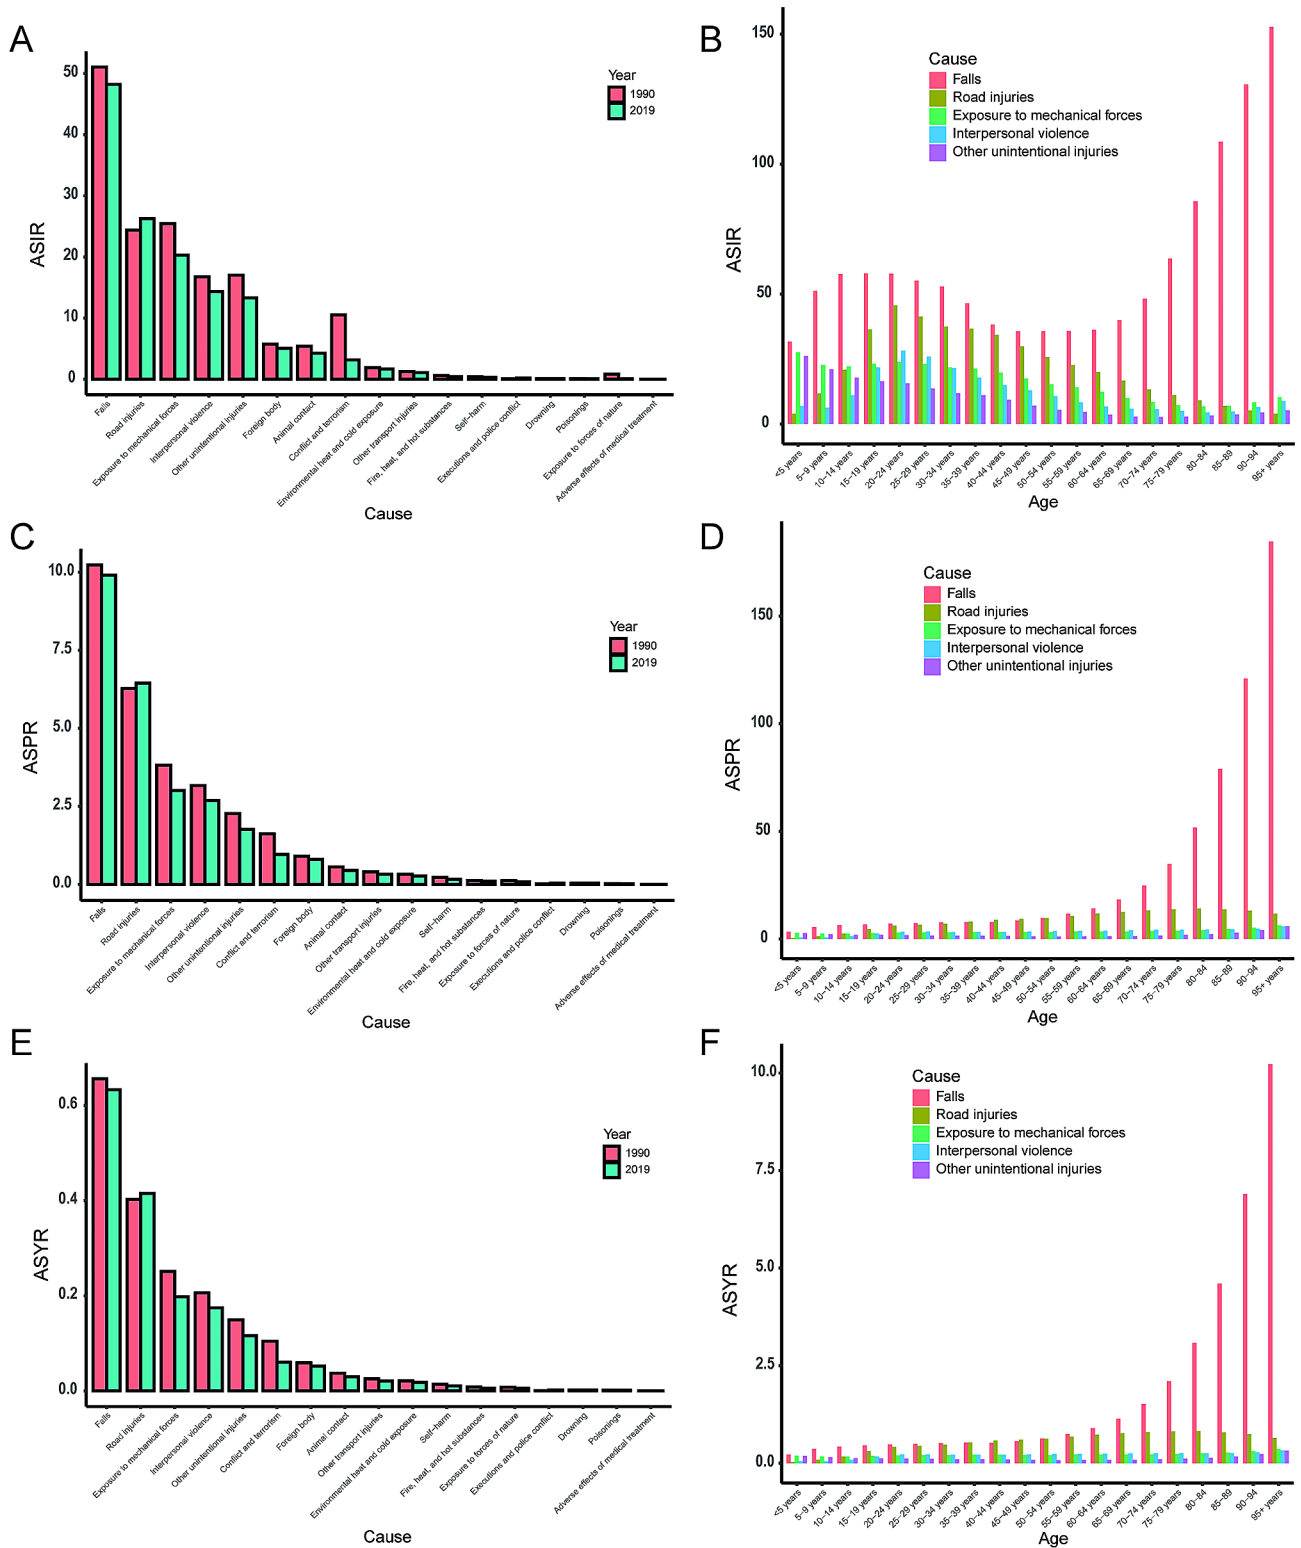 A
50
40
30
20
10
0
ASIR
Year
1990
2019
Falls
Road injuries
Exposure to mechanical forces
Interpersonal violence
Other unintentional injuries
Foreign body
Animal contact
Conflict and terrorism
Environmental heat and cold exposure
Other transport injuries
Fire, heat, and hot substances
Self-harm
Executions and police conflict
Drowning
Poisonings
Exposure to forces of nature
Adverse effects of medical treatment
Cause
B
150
100
50
0
ASIR
Cause
Falls
Road injuries
Exposure to mechanical forces
Interpersonal violence
Other unintentional injuries
<5 years
5-9 years
10-14 years
15-19 years
20-24 years
25-29 years
30-34 years
35-39 years
40-44 years
45-49 years
50-54 years
55-59 years
60-64 years
65-69 years
70-74 years
75-79 years
80-84
85-89
90-94
95+ years
Age
C
10.0
7.5
5.0
2.5
0.0
ASPR
Year
1990
2019
Falls
Road injuries
Exposure to mechanical forces
Interpersonal violence
Other unintentional injuries
Conflict and terrorism
Foreign body
Animal contact
Other transport injuries
Environmental heat and cold exposure
Self-harm
Fire, heat, and hot substances
Exposure to forces of nature
Executions and police conflict
Drowning
Poisonings
Adverse effects of medical treatment
Cause
D
150
100
50
0
ASPR
Cause
Falls
Road injuries
Exposure to mechanical forces
Interpersonal violence
Other unintentional injuries
<5 years
5-9 years
10-14 years
15-19 years
20-24 years
25-29 years
30-34 years
35-39 years
40-44 years
45-49 years
50-54 years
55-59 years
60-64 years
65-69 years
70-74 years
75-79 years
80-84
85-89
90-94
95+ years
Age
E
0.6
0.4
0.2
0.0
ASYR
Year
1990
2019
Falls
Road injuries
Exposure to mechanical forces
Interpersonal violence
Other unintentional injuries
Conflict and terrorism
Foreign body
Animal contact
Other transport injuries
Environmental heat and cold exposure
Self-harm
Fire, heat, and hot substances
Exposure to forces of nature
Executions and police conflict
Drowning
Poisonings
Adverse effects of medical treatment
Cause
F
10.0
7.5
5.0
2.5
0.0
ASYR
Cause
Falls
Road injuries
Exposure to mechanical forces
Interpersonal violence
Other unintentional injuries
<5 years
5-9 years
10-14 years
15-19 years
20-24 years
25-29 years
30-34 years
35-39 years
40-44 years
45-49 years
50-54 years
55-59 years
60-64 years
65-69 years
70-74 years
75-79 years
80-84
85-89
90-94
95+ years
Age